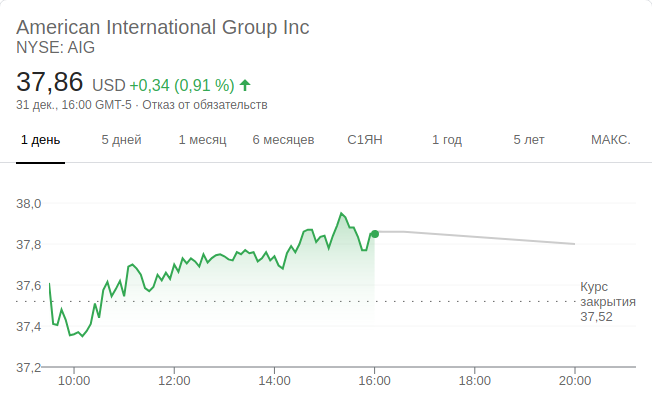 American International Group Inc
NYSE: AIG
37,86 USD +0,34 (0,91 %)
31 дек., 16:00 GMT-5 · Отказ от обязательств
1 день 5 дней 1 месяц 6 месяцев С1ЯН 1 год 5 лет МАКС.
38,0
37,8
37,6
37,4
37,2
Курс
закрытия
37,52
10:00 12:00 14:00 16:00 18:00 20:00